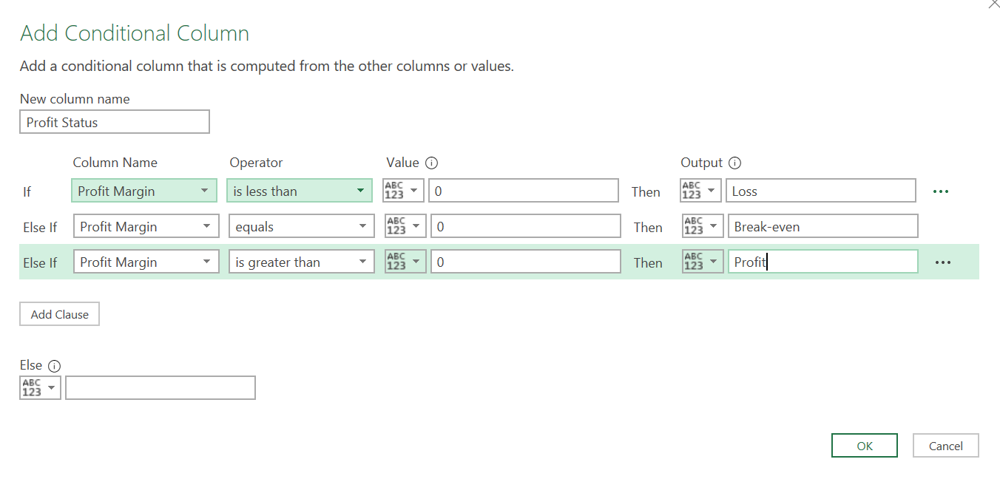 Add Conditional Column
Add a conditional column that is computed from the other columns or values.
New column name
Profit Status
Column Name Operator Value Output
If Profit Margin is less than ABC 123 0 Then ABC 123 Loss ...
Else If Profit Margin equals ABC 123 0 Then ABC 123 Break-even
Else If Profit Margin is greater than ABC 123 0 Then ABC 123 Profit ...
Add Clause
Else
ABC 123
OK Cancel